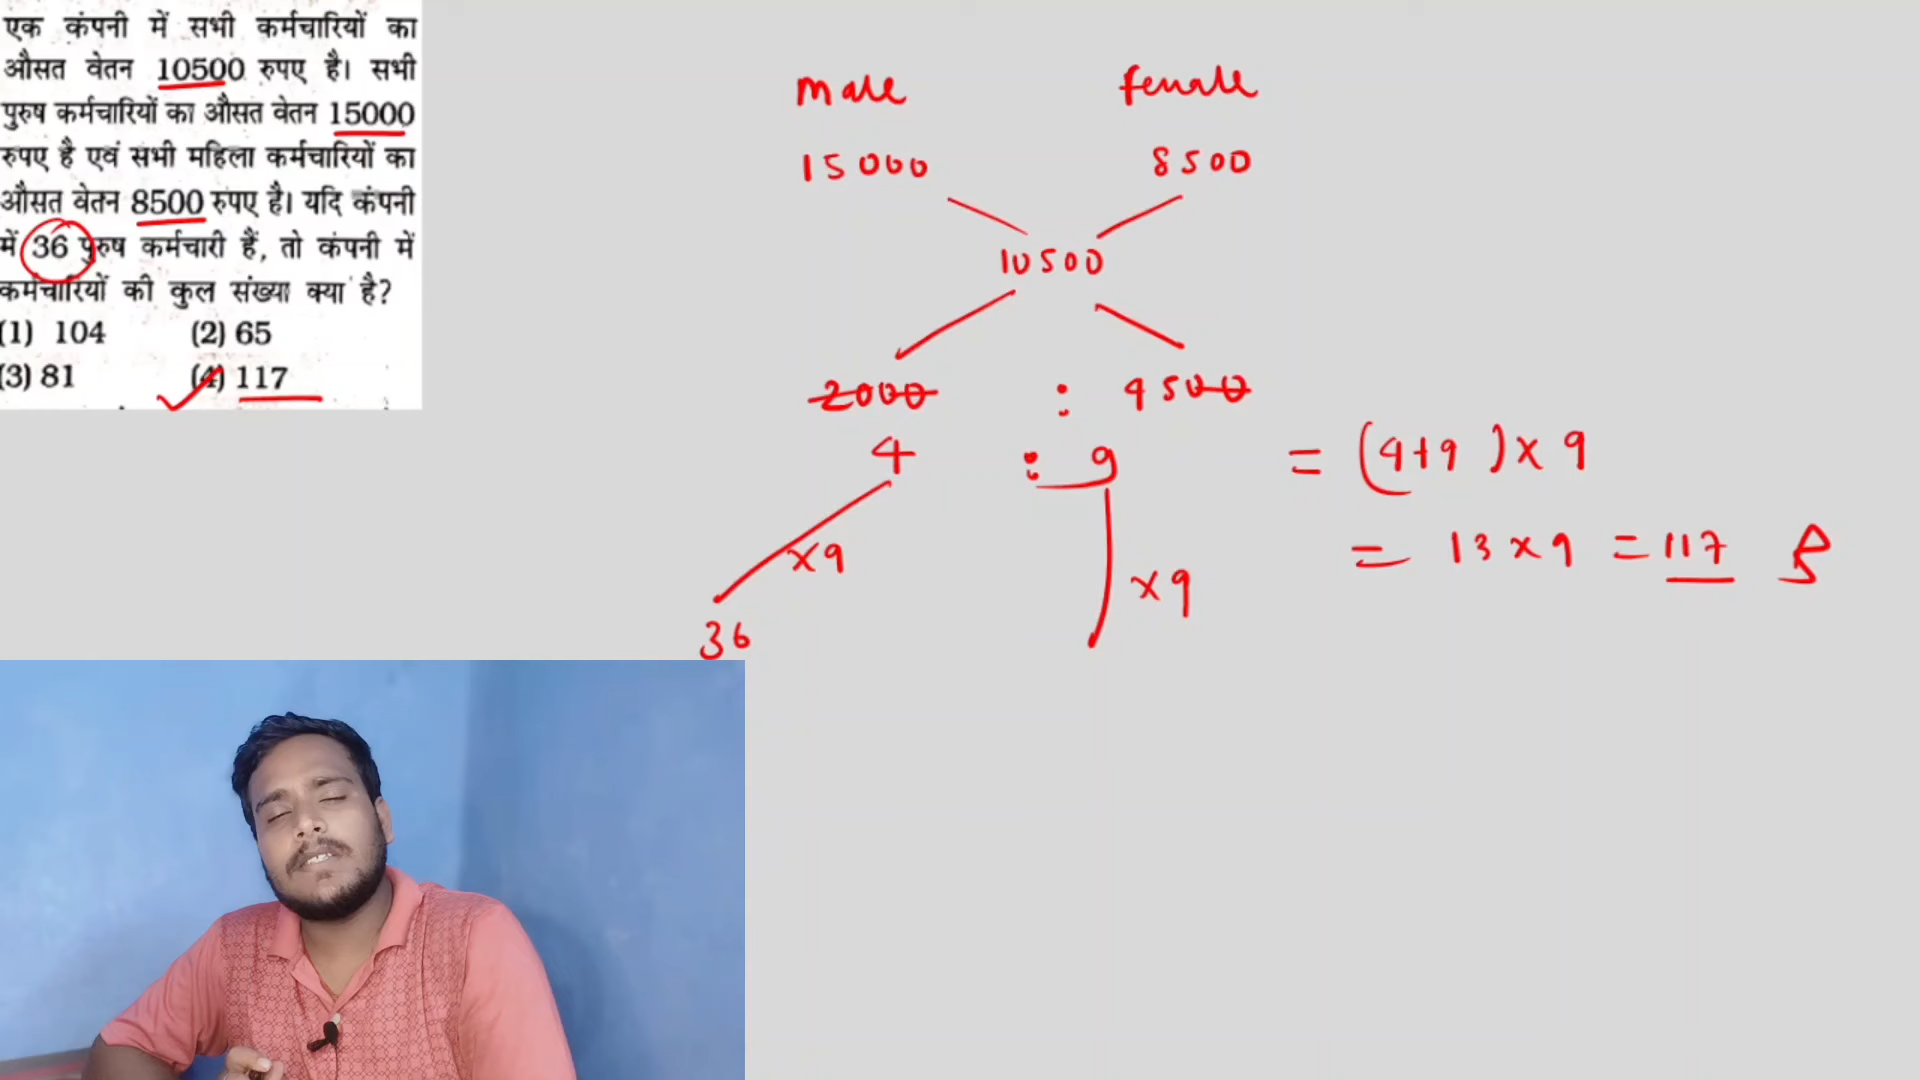 एक कंपनी में सभी कर्मचारियों का
औसत वेतन 10500 रुपए है। सभी
पुरुष कर्मचारियों का औसत वेतन 15000
रुपए है एवं सभी महिला कर्मचारियों का
औसत वेतन 8500 रुपए है। यदि कंपनी
में 36 पुरुष कर्मचारी हैं, तो कंपनी में
कर्मचारियों की कुल संख्या क्या है?
(1) 104 (2) 65
(3) 81 (4) 117
male female
15000 8500
10500
2000 : 4500
4 : 9 = (4+9) x 9
= 13 x 9 = 117
x9 x9
36